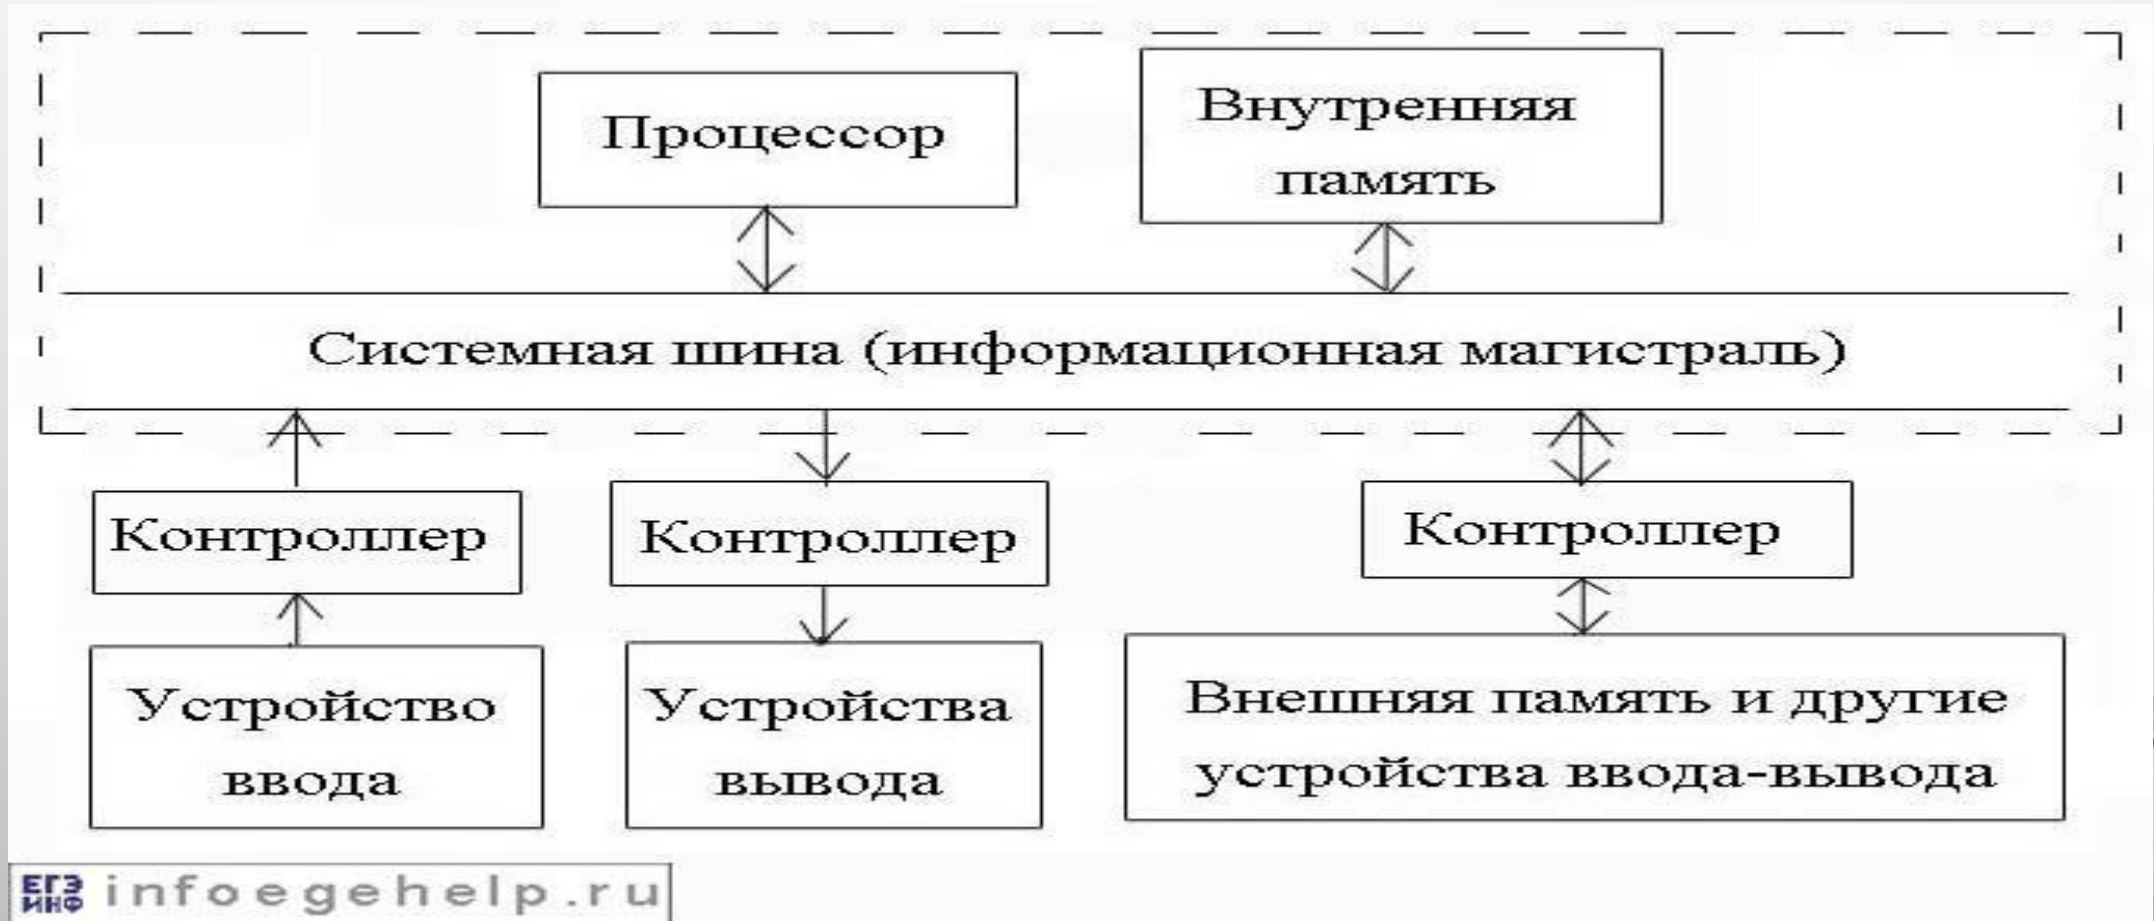 Процессор
Внутренняя
память
Системная шина (информационная магистраль)
Контроллер
Контроллер
Контроллер
Устройство
ввода
Устройства
вывода
Внешняя память и другие
устройства ввода-вывода
ЕГЭ
ИНФ
infoegehelp.ru